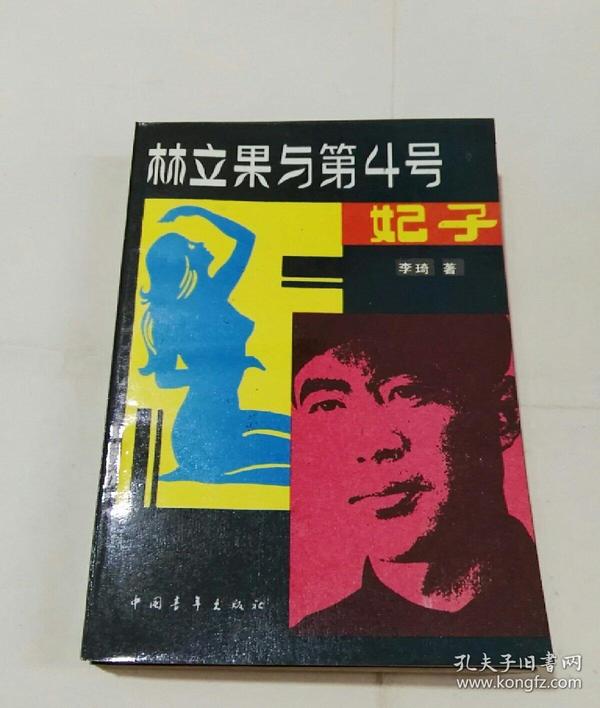 林立果与第4号
妃子
李琦 著
中国青年出版社
孔夫子旧書网
www.kongfz.com